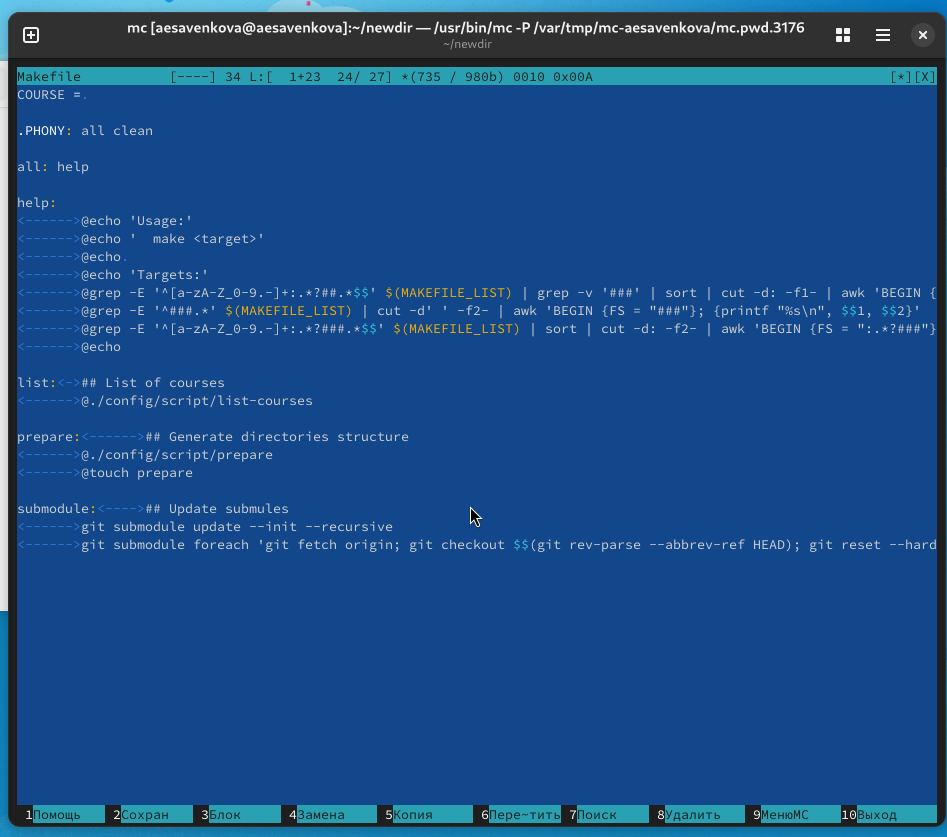 mc [aesavenkova@aesavenkova]:~/newdir — /usr/bin/mc -P /var/tmp/mc-aesavenkova/mc.pwd.3176
~/newdir
Makefile           [----] 34 L:[  1+23  24/ 27] *(735 / 980b) 0010 0x00A                                     [*][X]
COURSE =.

.PHONY: all clean

all: help

help:
<------>@echo 'Usage:'
<------>@echo '  make <target>'
<------>@echo.
<------>@echo 'Targets:'
<------>@grep -E '^[a-zA-Z_0-9.-]+:.*?##.*$$' $(MAKEFILE_LIST) | grep -v '###' | sort | cut -d: -f1- | awk 'BEGIN {
<------>@grep -E '^###.*' $(MAKEFILE_LIST) | cut -d' ' -f2- | awk 'BEGIN {FS = "###"}; {printf "%s\n", $$1, $$2}'
<------>@grep -E '^[a-zA-Z_0-9.-]+:.*?###.*$$' $(MAKEFILE_LIST) | sort | cut -d: -f2- | awk 'BEGIN {FS = ":.*?###"}
<------>@echo

list:<->## List of courses
<------>@./config/script/list-courses

prepare:<------>## Generate directories structure
<------>@./config/script/prepare
<------>@touch prepare

submodule:<---->## Update submules
<------>git submodule update --init --recursive
<------>git submodule foreach 'git fetch origin; git checkout $$(git rev-parse --abbrev-ref HEAD); git reset --hard
1Помощь 2Сохран 3Блок 4Замена 5Копия 6Пере~тить 7Поиск 8Удалить 9МенюMC 10Выход